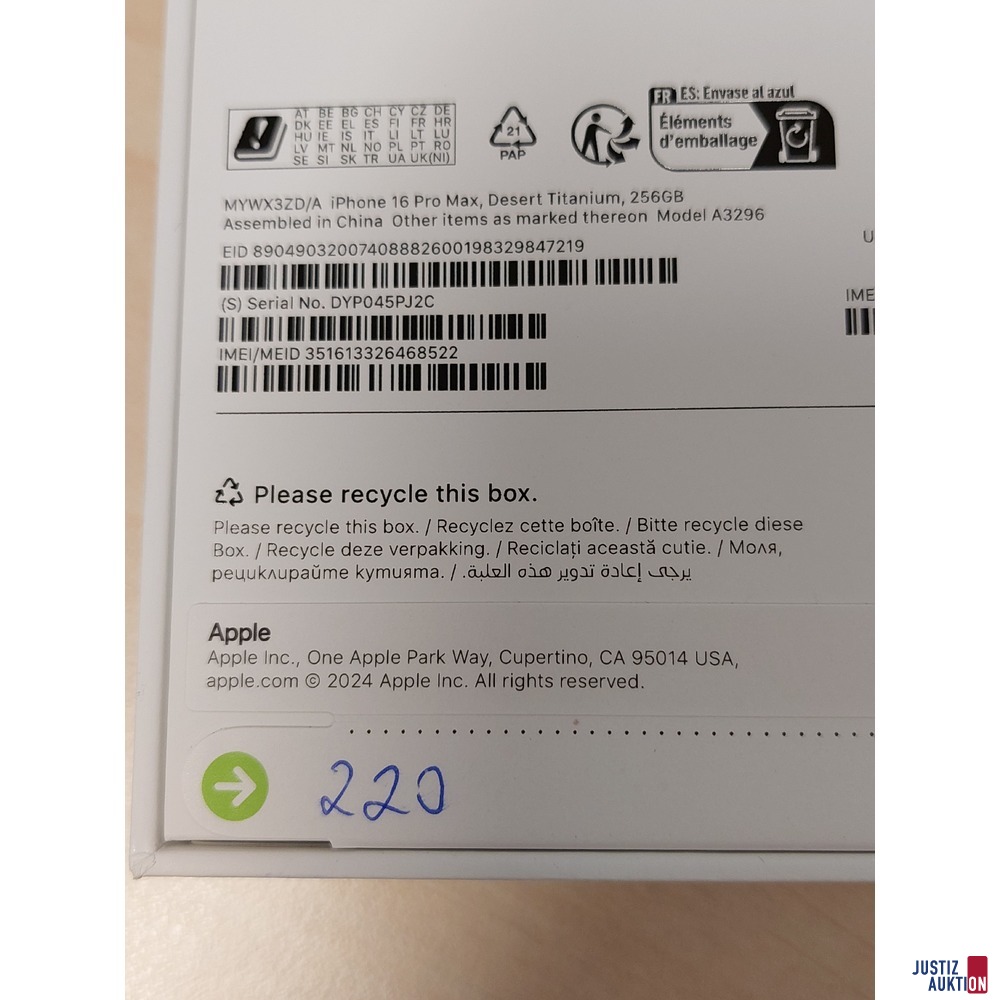 AT BE BG CH CY CZ DE
DK EE EL ES FI FR HR
HU IE IS IT LI LT LU
LV MT NL NO PL PT RO
SE SI SK TR UA UK(NI)
21
PAP
FR ES: Envase al azul
Éléments
d'emballage
MYWX3ZD/A iPhone 16 Pro Max, Desert Titanium, 256GB
Assembled in China Other items as marked thereon Model A3296
EID 89049032007408882600198329847219
(S) Serial No. DYP045PJ2C
IMEI/MEID 351613326468522
U
IME
Please recycle this box.
Please recycle this box. / Recyclez cette boîte. / Bitte recycle diese
Box. / Recycle deze verpakking. / Reciclați această cutie. / Моля,
рециклирайте кутията. / يرجى إعادة تدوير هذه العلبة.
Apple
Apple Inc., One Apple Park Way, Cupertino, CA 95014 USA,
apple.com © 2024 Apple Inc. All rights reserved.
220
JUSTIZ
AUKTION